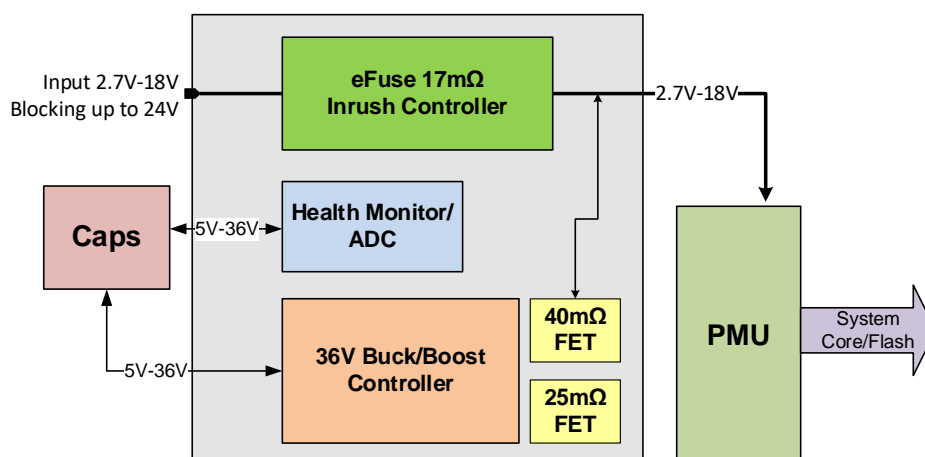 Input 2.7V-18V
Blocking up to 24V
eFuse 17mΩ
Inrush Controller
2.7V-18V
Caps
5V-36V
Health Monitor/
ADC
5V-36V
36V Buck/Boost
Controller
40mΩ
FET
25mΩ
FET
PMU
System
Core/Flash